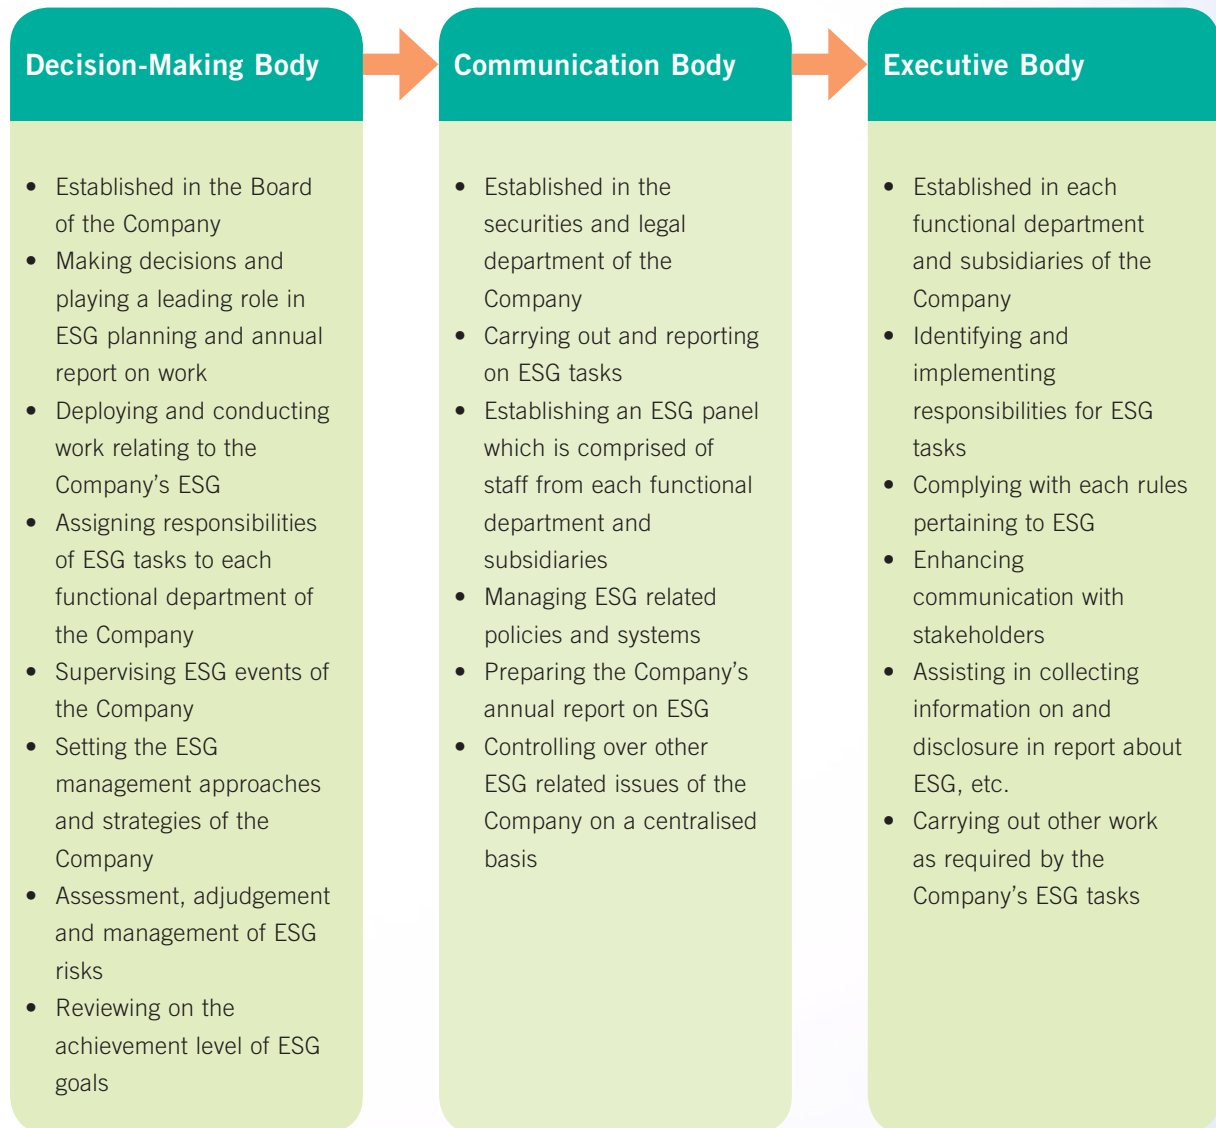 Decision-Making Body
• Established in the Board
of the Company
• Making decisions and
playing a leading role in
ESG planning and annual
report on work
• Deploying and conducting
work relating to the
Company’s ESG
• Assigning responsibilities
of ESG tasks to each
functional department of
the Company
• Supervising ESG events of
the Company
• Setting the ESG
management approaches
and strategies of the
Company
• Assessment, adjudgement
and management of ESG
risks
• Reviewing on the
achievement level of ESG
goals
Communication Body
• Established in the
securities and legal
department of the
Company
• Carrying out and reporting
on ESG tasks
• Establishing an ESG panel
which is comprised of
staff from each functional
department and
subsidiaries
• Managing ESG related
policies and systems
• Preparing the Company’s
annual report on ESG
• Controlling over other
ESG related issues of the
Company on a centralised
basis
Executive Body
• Established in each
functional department
and subsidiaries of the
Company
• Identifying and
implementing
responsibilities for ESG
tasks
• Complying with each rules
pertaining to ESG
• Enhancing
communication with
stakeholders
• Assisting in collecting
information on and
disclosure in report about
ESG, etc.
• Carrying out other work
as required by the
Company’s ESG tasks